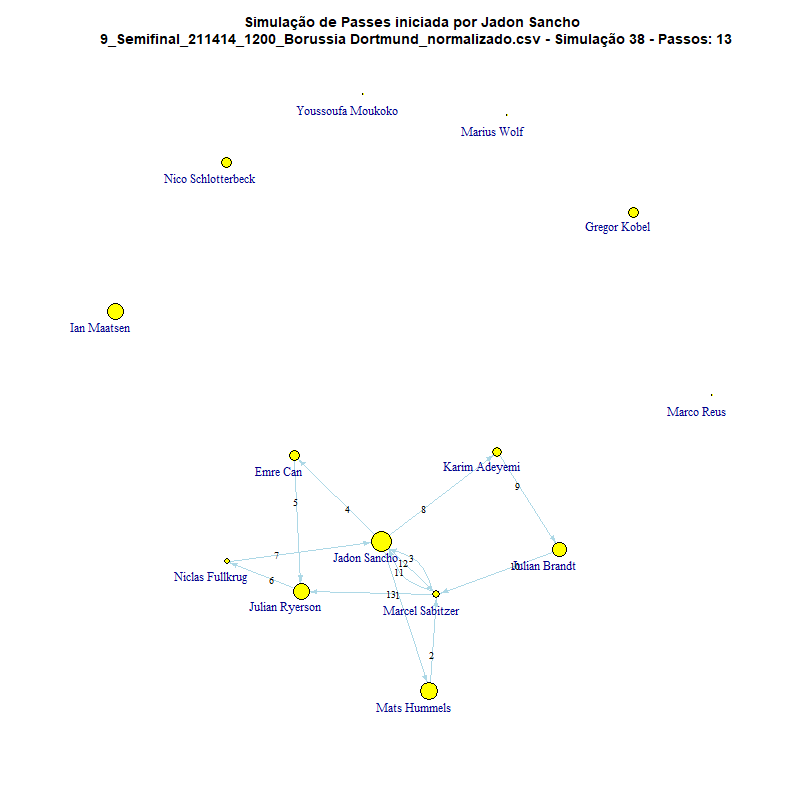 Simulação de Passes iniciada por Jadon Sancho
9_Semifinal_211414_1200_Borussia Dortmund_normalizado.csv - Simulação 38 - Passos: 13
Youssoufa Moukoko
Marius Wolf
Nico Schlotterbeck
Gregor Kobel
Ian Maatsen
Marco Reus
Karim Adeyemi
Emre Can
9
5
4
8
7
3
12
Jadon Sancho
11
Julian Brandt
Niclas Fullkrug
6
13
1
Julian Ryerson
Marcel Sabitzer
2
Mats Hummels